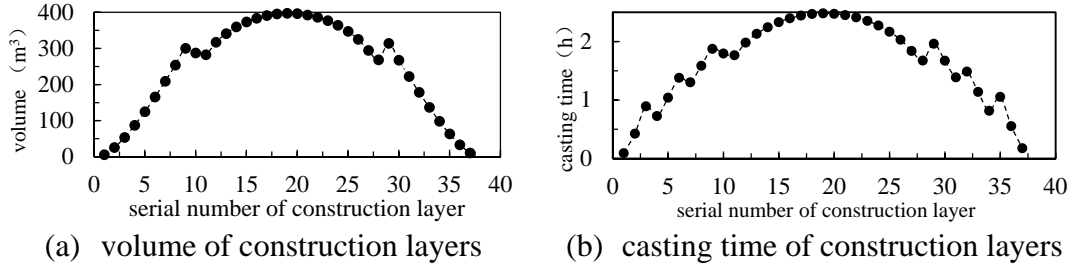 400
300
200
100
0
volume（m³）
0 5 10 15 20 25 30 35 40
serial number of construction layer
(a) volume of construction layers
2
1
0
casting time（h）
0 5 10 15 20 25 30 35 40
serial number of construction layer
(b) casting time of construction layers